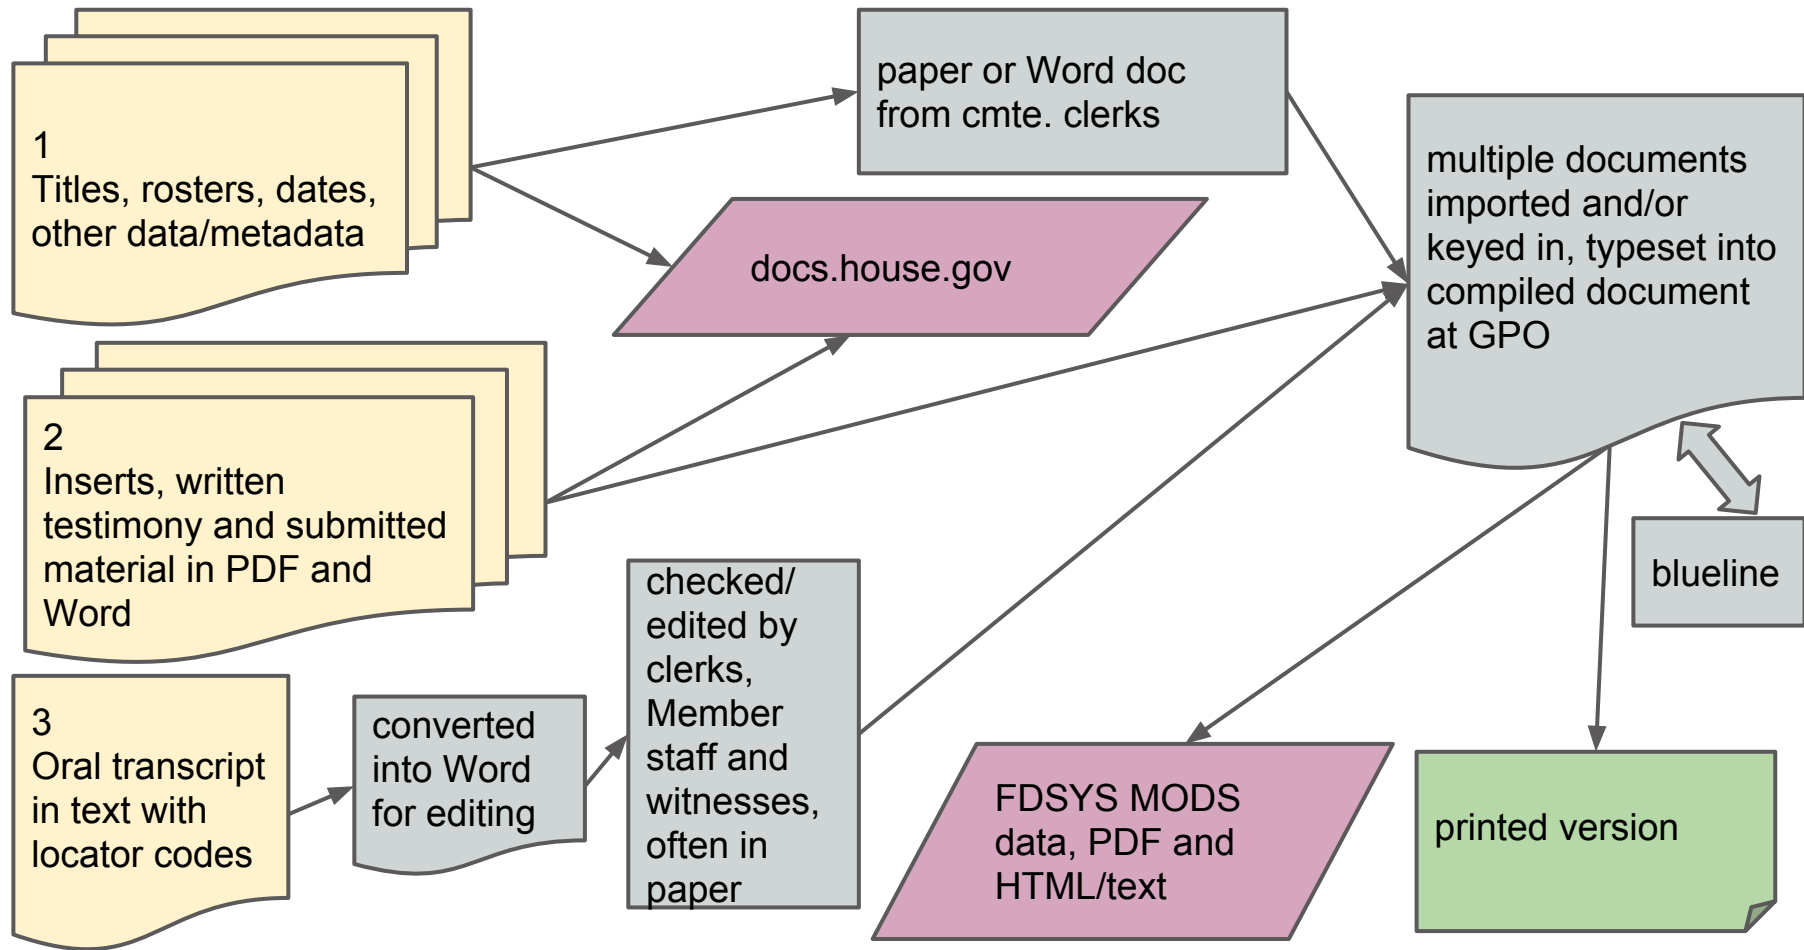 1
Titles, rosters, dates,
other data/metadata
paper or Word doc
from cmte. clerks
docs.house.gov
multiple documents
imported and/or
keyed in, typeset into
compiled document
at GPO
2
Inserts, written
testimony and submitted
material in PDF and
Word
blueline
3
Oral transcript
in text with
locator codes
converted
into Word
for editing
checked/
edited by
clerks,
Member
staff and
witnesses,
often in
paper
FDSYS MODS
data, PDF and
HTML/text
printed version